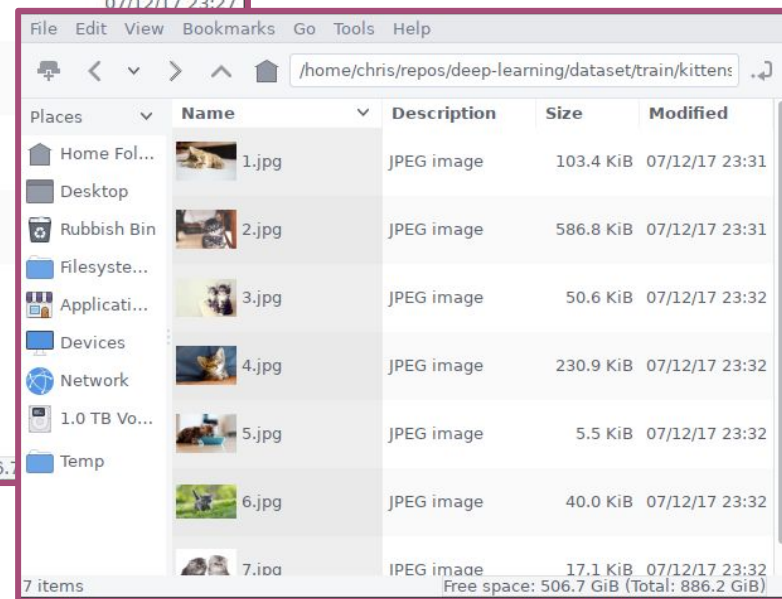 07/12/17 23:27
File Edit View Bookmarks Go Tools Help
/home/chris/repos/deep-learning/dataset/train/kittens
Places Name Description Size Modified
Home Fol... 1.jpg JPEG image 103.4 KiB 07/12/17 23:31
Desktop
Rubbish Bin 2.jpg JPEG image 586.8 KiB 07/12/17 23:31
Filesyste...
Applicati... 3.jpg JPEG image 50.6 KiB 07/12/17 23:32
Devices
Network 4.jpg JPEG image 230.9 KiB 07/12/17 23:32
1.0 TB Vo... 5.jpg JPEG image 5.5 KiB 07/12/17 23:32
Temp
6.jpg JPEG image 40.0 KiB 07/12/17 23:32
7.jpg JPEG image 17.1 KiB 07/12/17 23:32
7 items Free space: 506.7 GiB (Total: 886.2 GiB)